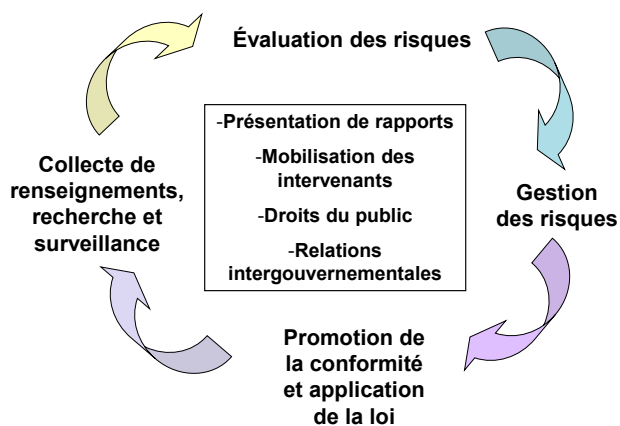 Évaluation des risques
-Présentation de rapports
-Mobilisation des
intervenants
-Droits du public
-Relations
intergouvernementales
Gestion
des risques
Promotion de
la conformité
et application
de la loi
Collecte de
renseignements,
recherche et
surveillance